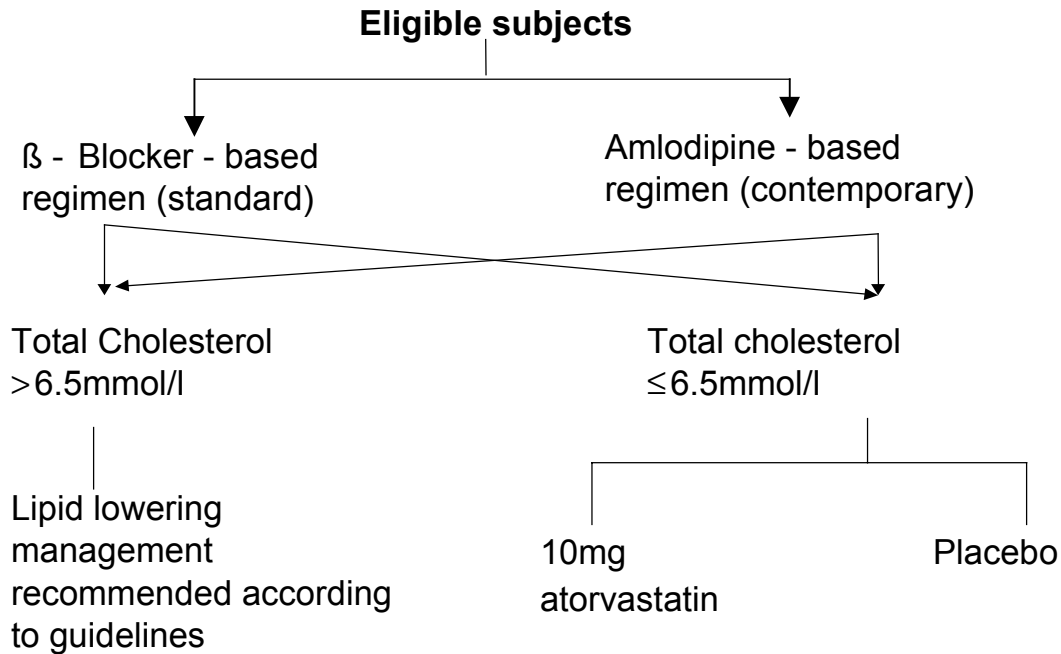 Eligible subjects
ß - Blocker - based
regimen (standard)
Amlodipine - based
regimen (contemporary)
Total Cholesterol
>6.5mmol/l
Total cholesterol
≤6.5mmol/l
Lipid lowering
management
recommended according
to guidelines
10mg
atorvastatin
Placebo